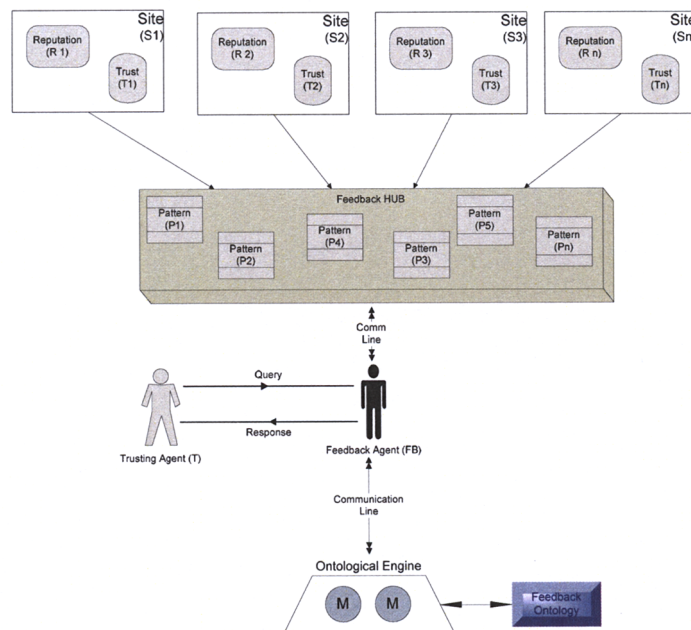 Site
(S1)
Reputation
(R 1)
Trust
(T1)
Site
(S2)
Reputation
(R 2)
Trust
(T2)
Site
(S3)
Reputation
(R 3)
Trust
(T3)
Site
(Sn
Reputation
(R n)
Trust
(Tn)
Feedback HUB
Pattern
(P1)
Pattern
(P2)
Pattern
(P4)
Pattern
(P3)
Pattern
(P5)
Pattern
(Pn)
Comm
Line
Query
Response
Trusting Agent (T)
Feedback Agent (FB)
Communication
Line
Ontological Engine
M
M
Feedback
Ontology